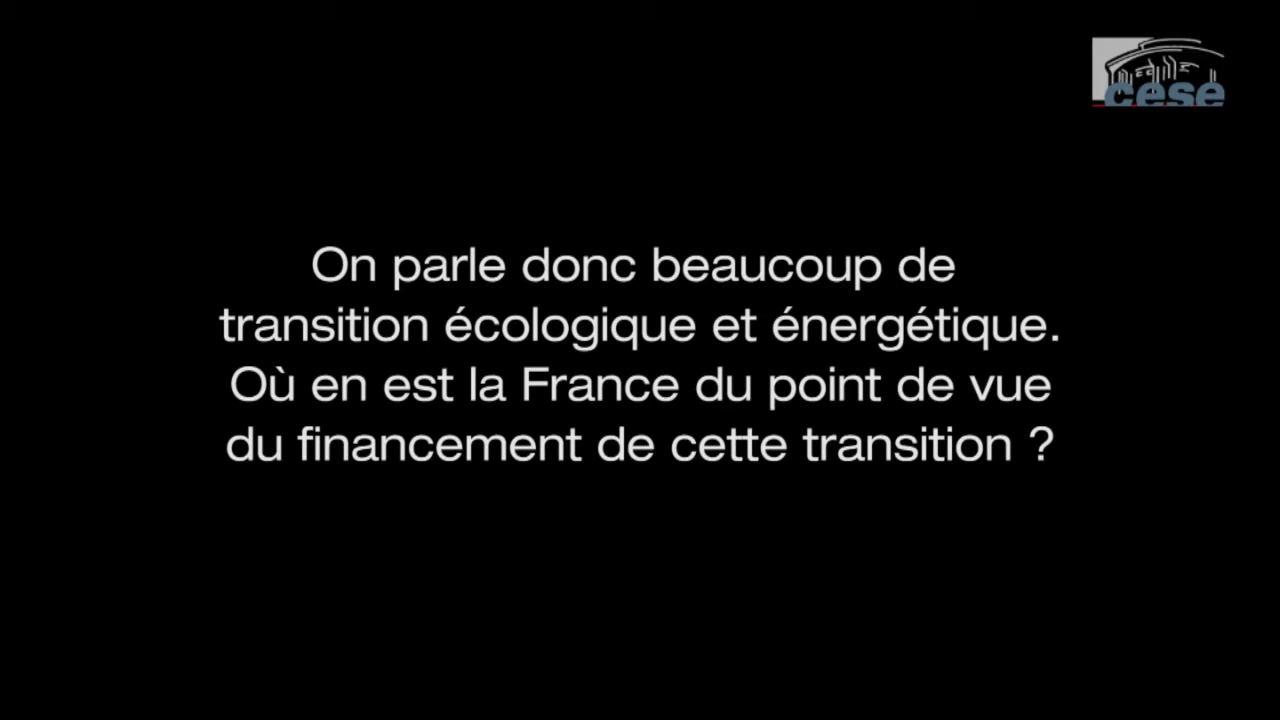 cese
On parle donc beaucoup de
transition écologique et énergétique.
Où en est la France du point de vue
du financement de cette transition ?